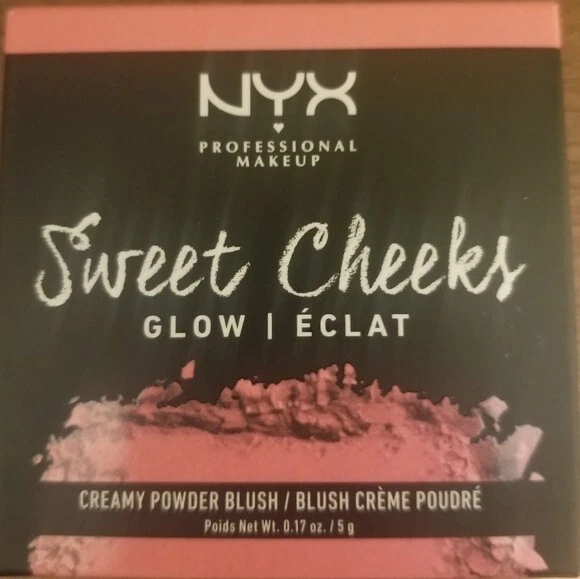 NYX
PROFESSIONAL
MAKEUP
Sweet Cheeks
GLOW | ÉCLAT
CREAMY POWDER BLUSH / BLUSH CRÈME POUDRÉ
Poids Net Wt. 0.17 oz. / 5 g